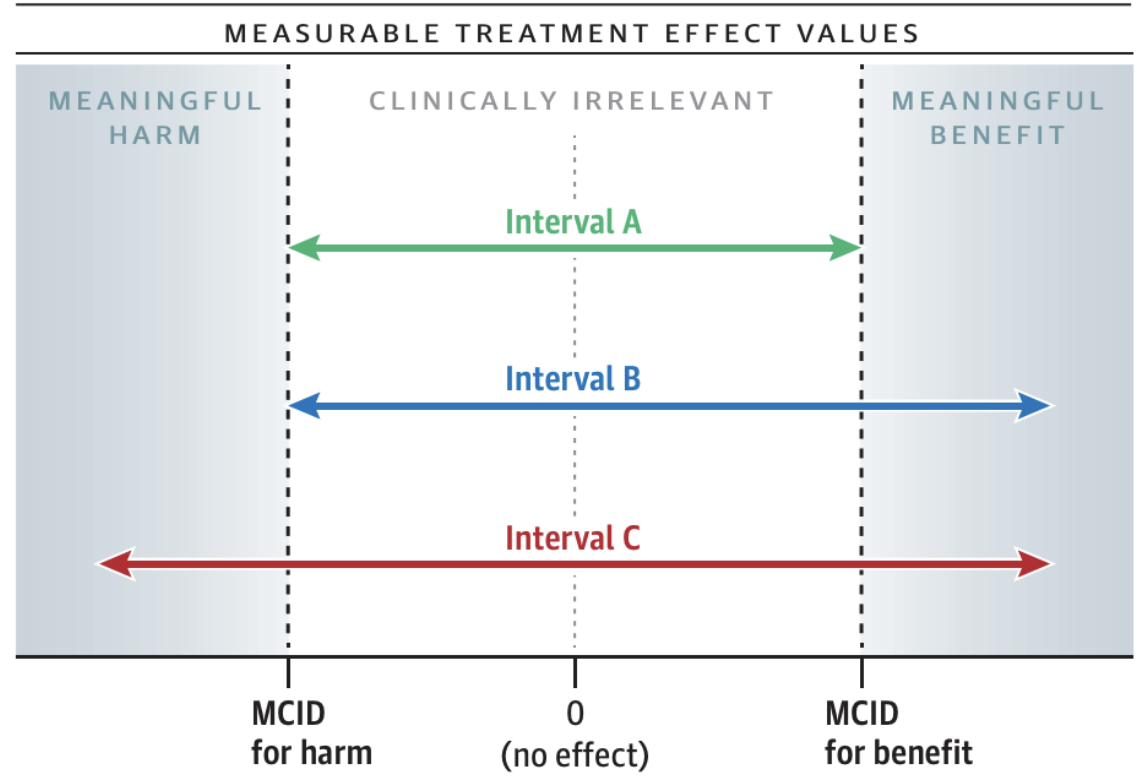 MEASURABLE TREATMENT EFFECT VALUES
MEANINGFUL
HARM
CLINICALLY IRRELEVANT
MEANINGFUL
BENEFIT
Interval A
Interval B
Interval C
MCID
for harm
0
(no effect)
MCID
for benefit